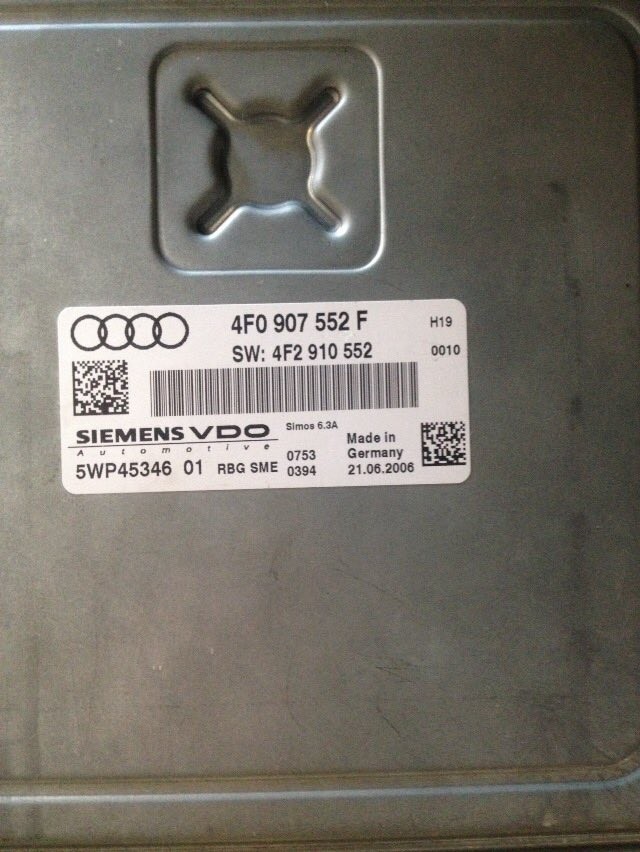 4F0 907 552 F H19
SW: 4F2 910 552 0010
SIEMENS VDO Simos 6.3A
Automotive 0753 Made in Germany
5WP45346 01 RBG SME 0394 21.06.2006